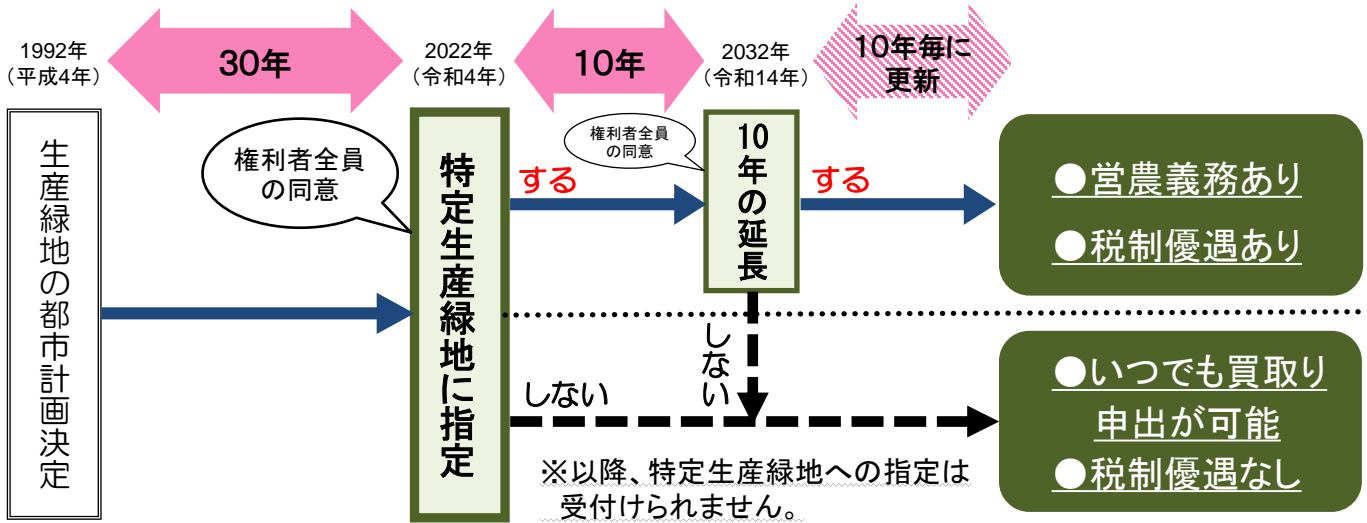 1992年
(平成4年)
30年
2022年
(令和4年)
10年
2032年
(令和14年)
10年毎に
更新
生産緑地の都市計画決定
権利者全員
の同意
特定生産緑地に指定
する
権利者全員
の同意
10年の延長
する
●営農義務あり
●税制優遇あり
しない
しない
●いつでも買取り
申出が可能
●税制優遇なし
※以降、特定生産緑地への指定は
受付けられません。